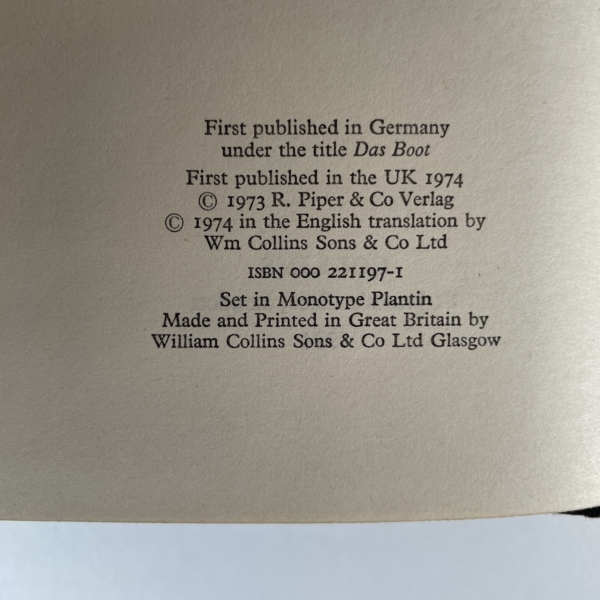 First published in Germany
under the title Das Boot
First published in the UK 1974
© 1973 R. Piper & Co Verlag
© 1974 in the English translation by
Wm Collins Sons & Co Ltd
ISBN 000 221197-1
Set in Monotype Plantin
Made and Printed in Great Britain by
William Collins Sons & Co Ltd Glasgow